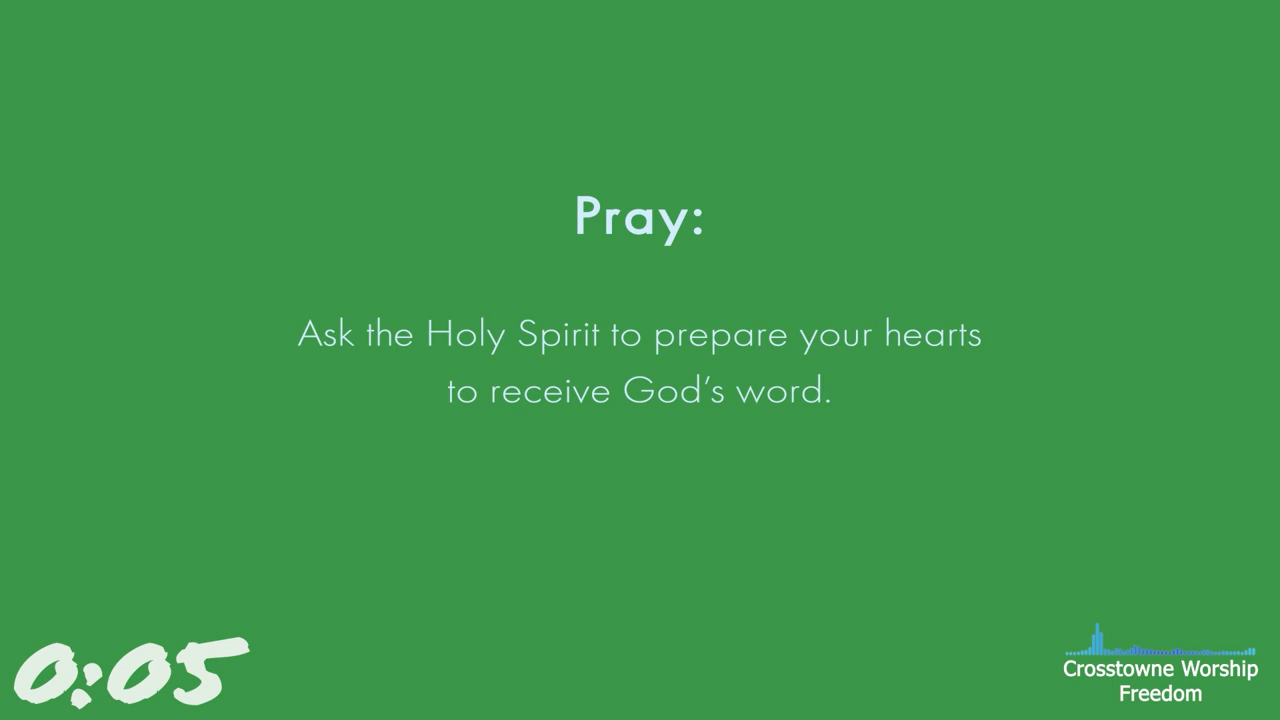 Pray:
Ask the Holy Spirit to prepare your hearts
to receive God’s word.
0:05
Crosstowne Worship
Freedom